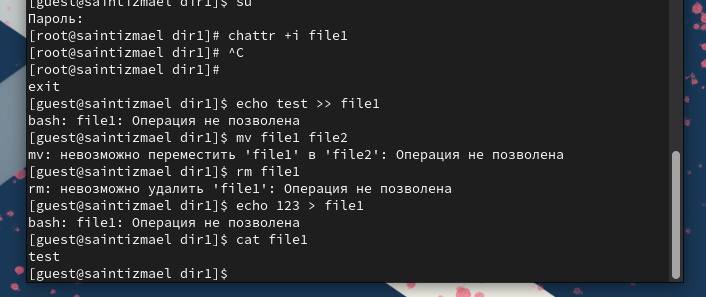 [guest@saintizmael dir1]$ su
Пароль:
[root@saintizmael dir1]# chattr +i file1
[root@saintizmael dir1]# ^C
[root@saintizmael dir1]#
exit
[guest@saintizmael dir1]$ echo test >> file1
bash: file1: Операция не позволена
[guest@saintizmael dir1]$ mv file1 file2
mv: невозможно переместить 'file1' в 'file2': Операция не позволена
[guest@saintizmael dir1]$ rm file1
rm: невозможно удалить 'file1': Операция не позволена
[guest@saintizmael dir1]$ echo 123 > file1
bash: file1: Операция не позволена
[guest@saintizmael dir1]$ cat file1
test
[guest@saintizmael dir1]$